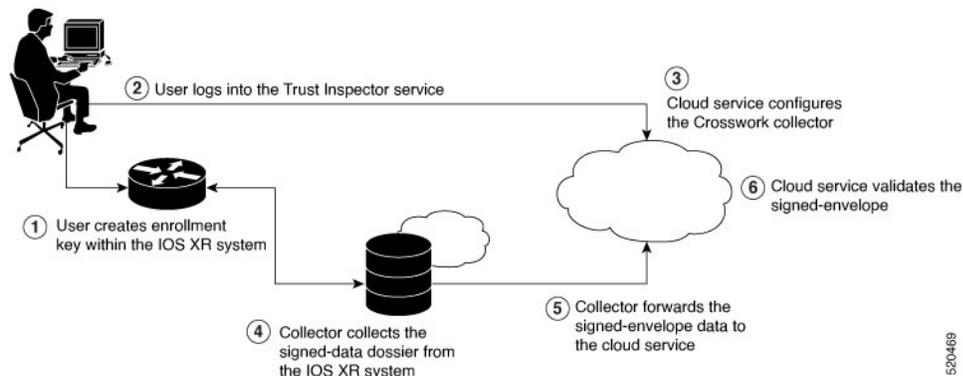 ② User logs into the Trust Inspector service
③
Cloud service configures
the Crosswork collector
⑥ Cloud service validates the
signed-envelope
① User creates enrollment
key within the IOS XR system
④ Collector collects the
signed-data dossier from
the IOS XR system
⑤ Collector forwards the
signed-envelope data to
the cloud service
520469